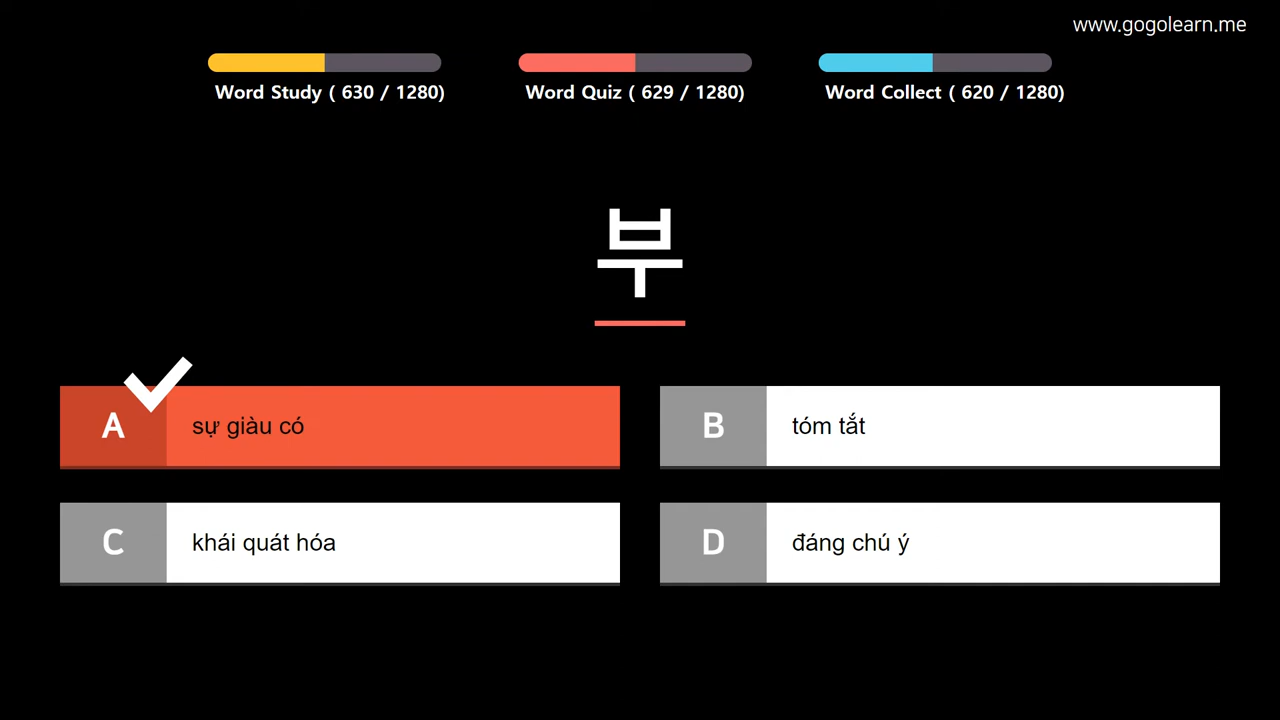 www.gogolearn.me
Word Study ( 630 / 1280)
Word Quiz ( 629 / 1280)
Word Collect ( 620 / 1280)
부
A sự giàu có
B tóm tắt
C khái quát hóa
D đáng chú ý